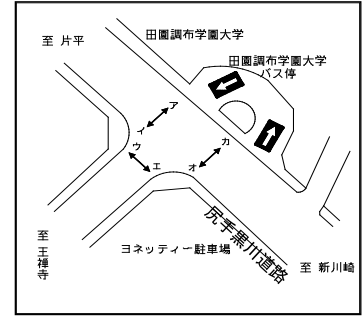 田園調布学園大学
至 片平
田園調布学園大学
バス停
ア
イ
カ
ウ
エ
オ
至 王禅寺
ヨネッティー駐車場
尻手黒川道路
至 新川崎